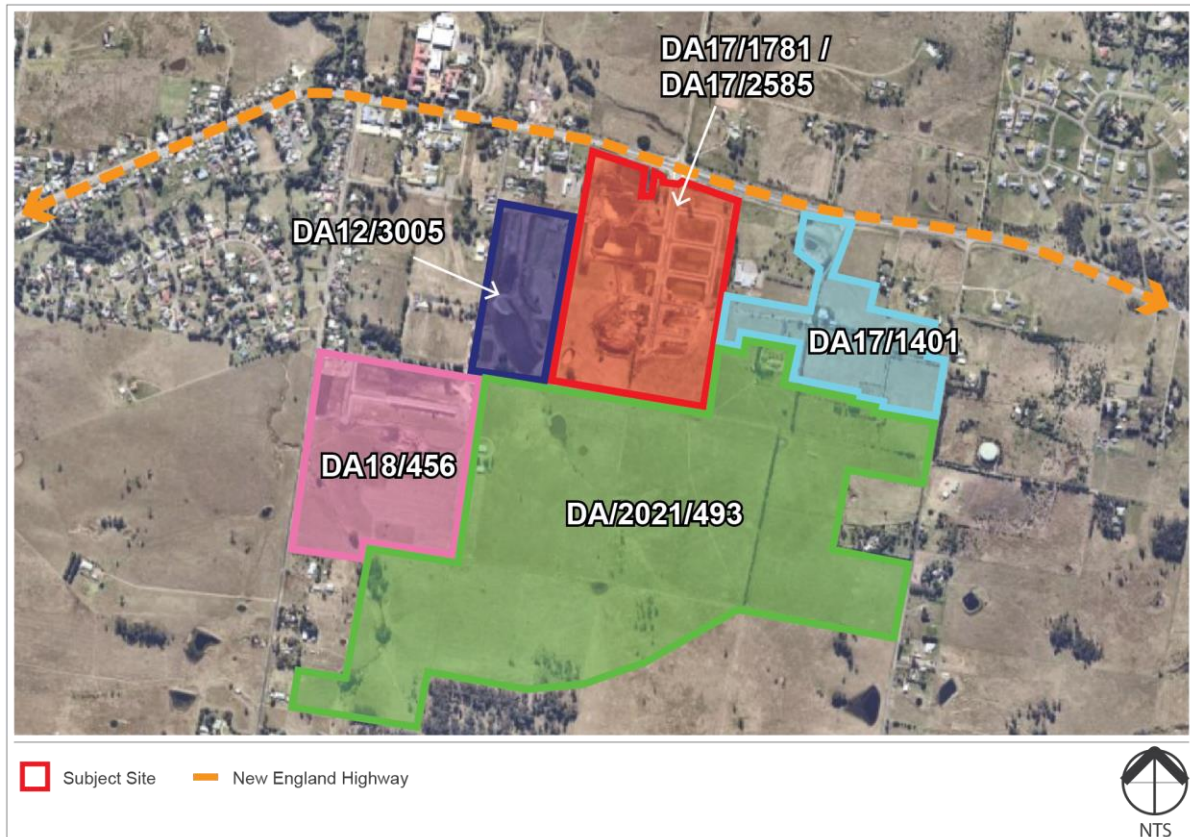 DA17/1781 /
DA17/2585
DA12/3005
DA17/1401
DA18/456
DA/2021/493
Subject Site
New England Highway
NTS